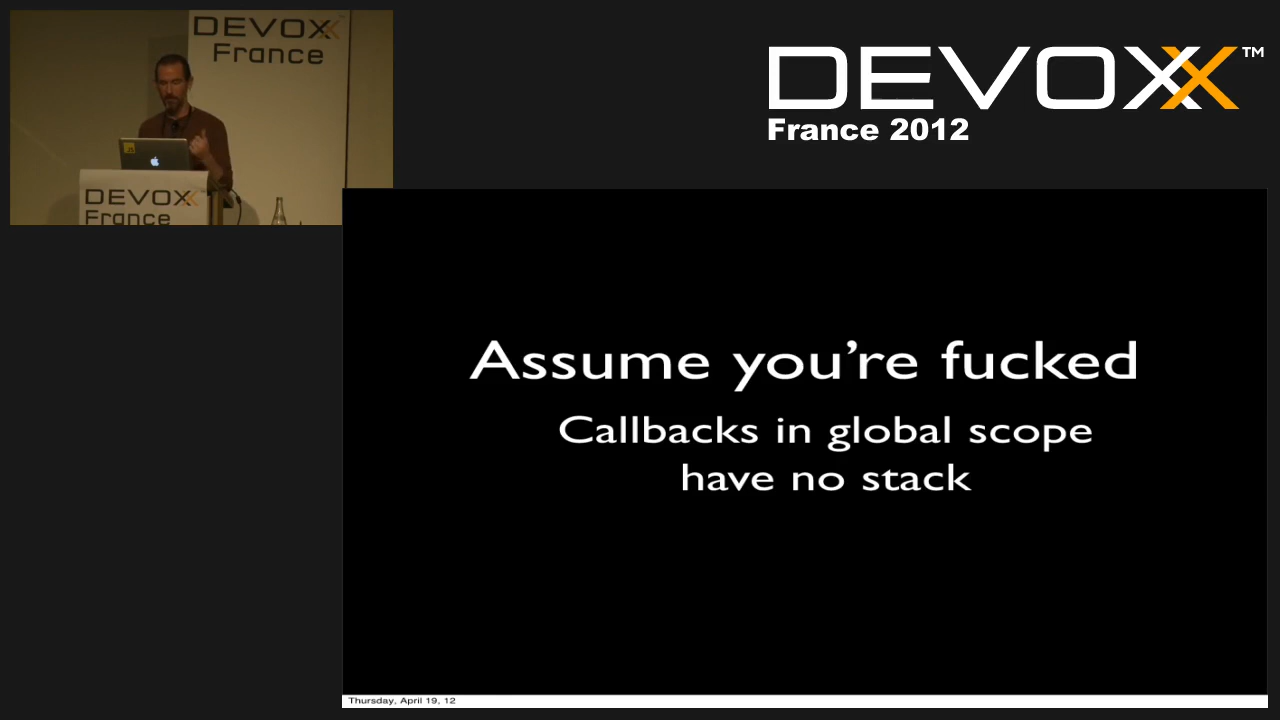 DEVOXX
France
JS
DEVOXX
France
DEVOXX™
France 2012
Assume you’re fucked
Callbacks in global scope
have no stack
Thursday, April 19, 12